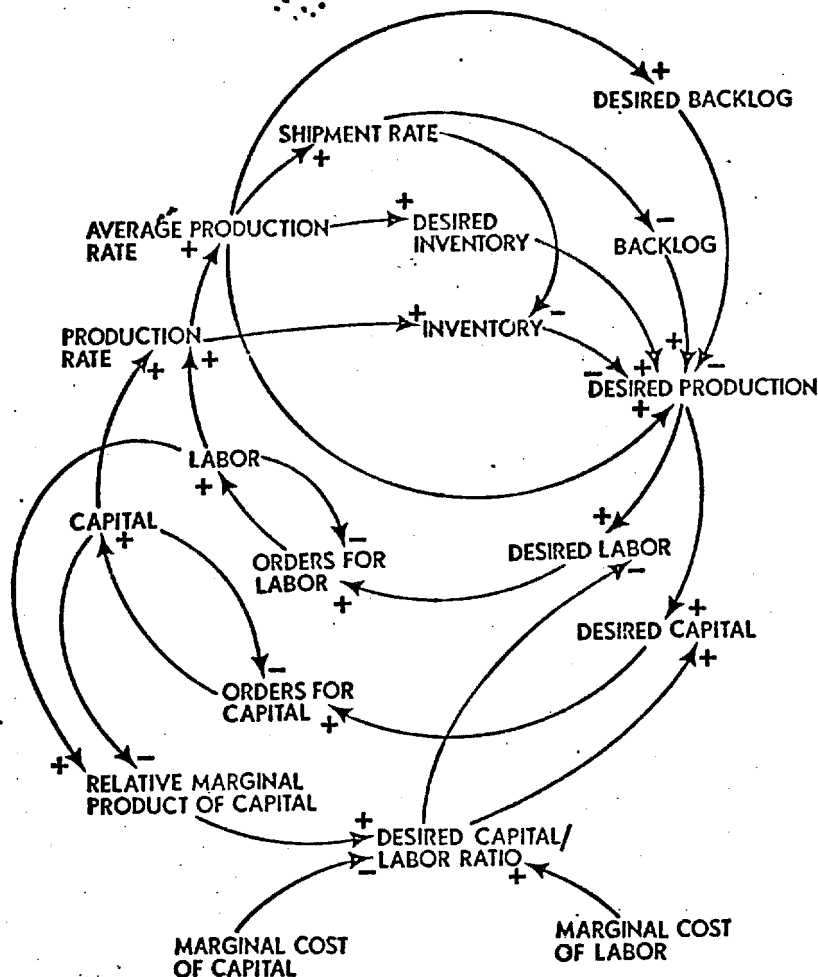 +
DESIRED BACKLOG
SHIPMENT RATE
+
AVERAGE PRODUCTION
RATE +
+
DESIRED
INVENTORY
−
BACKLOG
PRODUCTION
RATE
+
+
+
INVENTORY
−
−
+
+
−
DESIRED PRODUCTION
+
LABOR
+
CAPITAL
+
−
ORDERS FOR
LABOR
+
+
DESIRED LABOR
−
+
DESIRED CAPITAL
+
−
ORDERS FOR
CAPITAL
+
+
−
RELATIVE MARGINAL
PRODUCT OF CAPITAL
+
DESIRED CAPITAL/
− LABOR RATIO
+
MARGINAL COST
OF CAPITAL
MARGINAL COST
OF LABOR